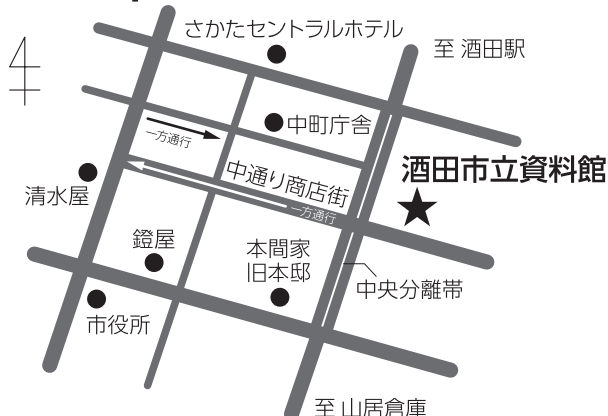 さかたセントラルホテル
至 酒田駅
中町庁舎
一方通行
酒田市立資料館
中通り商店街
清水屋
一方通行
鐙屋
本間家
旧本邸
中央分離帯
市役所
至 山居倉庫